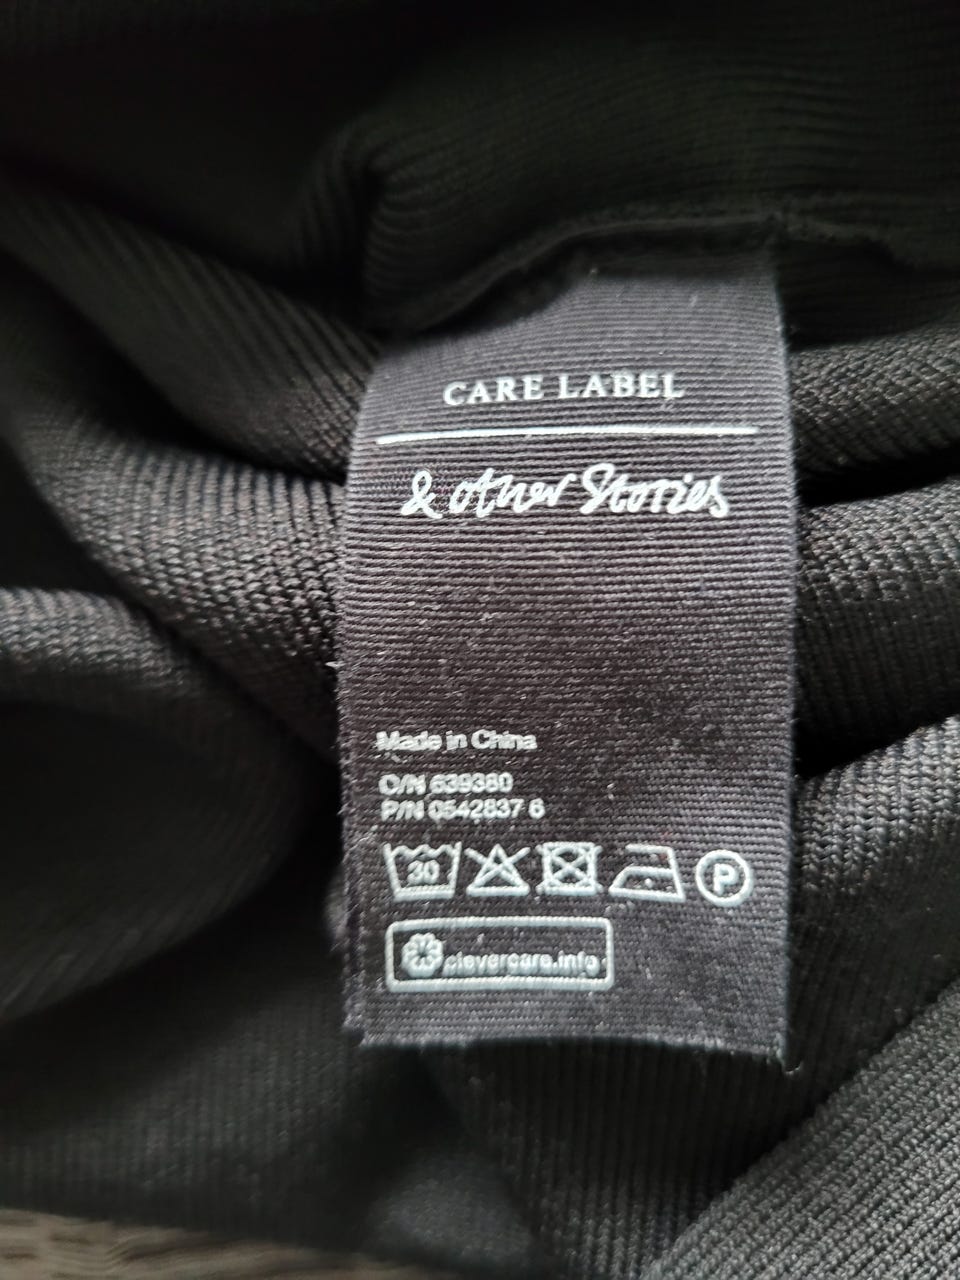 CARE LABEL
& other Stories
Made in China
O/N 639380
P/N 0542837 6
30 P
clevercare.info